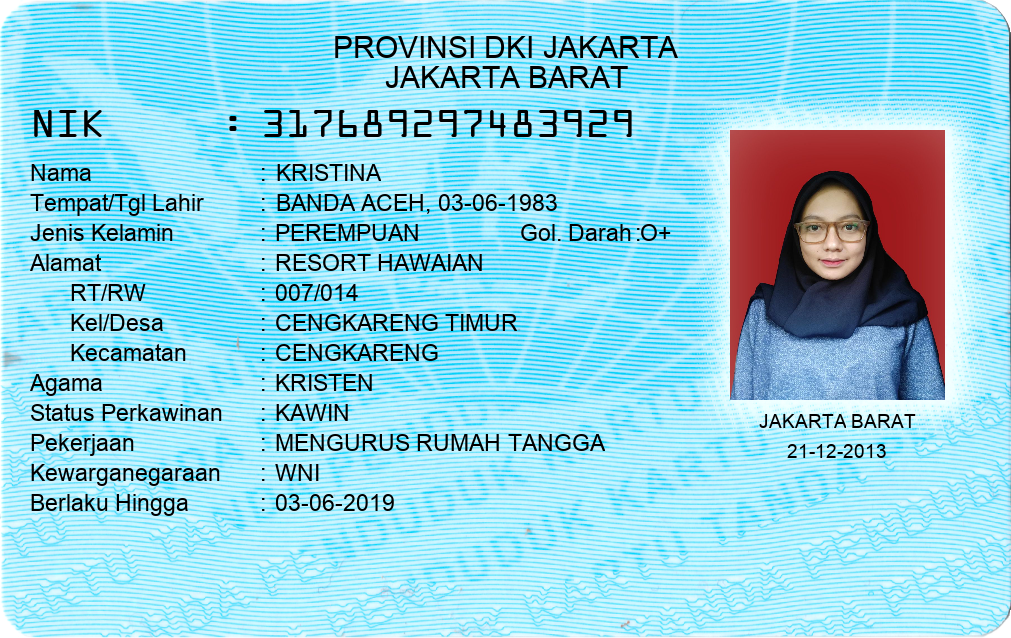 PROVINSI DKI JAKARTA
JAKARTA BARAT
NIK : 3176892974839​29
Nama : KRISTINA
Tempat/Tgl Lahir : BANDA ACEH, 03-06-1983
Jenis Kelamin : PEREMPUAN Gol. Darah :O+
Alamat : RESORT HAWAIAN
RT/RW : 007/014
Kel/Desa : CENGKARENG TIMUR
Kecamatan : CENGKARENG
Agama : KRISTEN
Status Perkawinan : KAWIN
Pekerjaan : MENGURUS RUMAH TANGGA
Kewarganegaraan : WNI
Berlaku Hingga : 03-06-2019
JAKARTA BARAT
21-12-2013